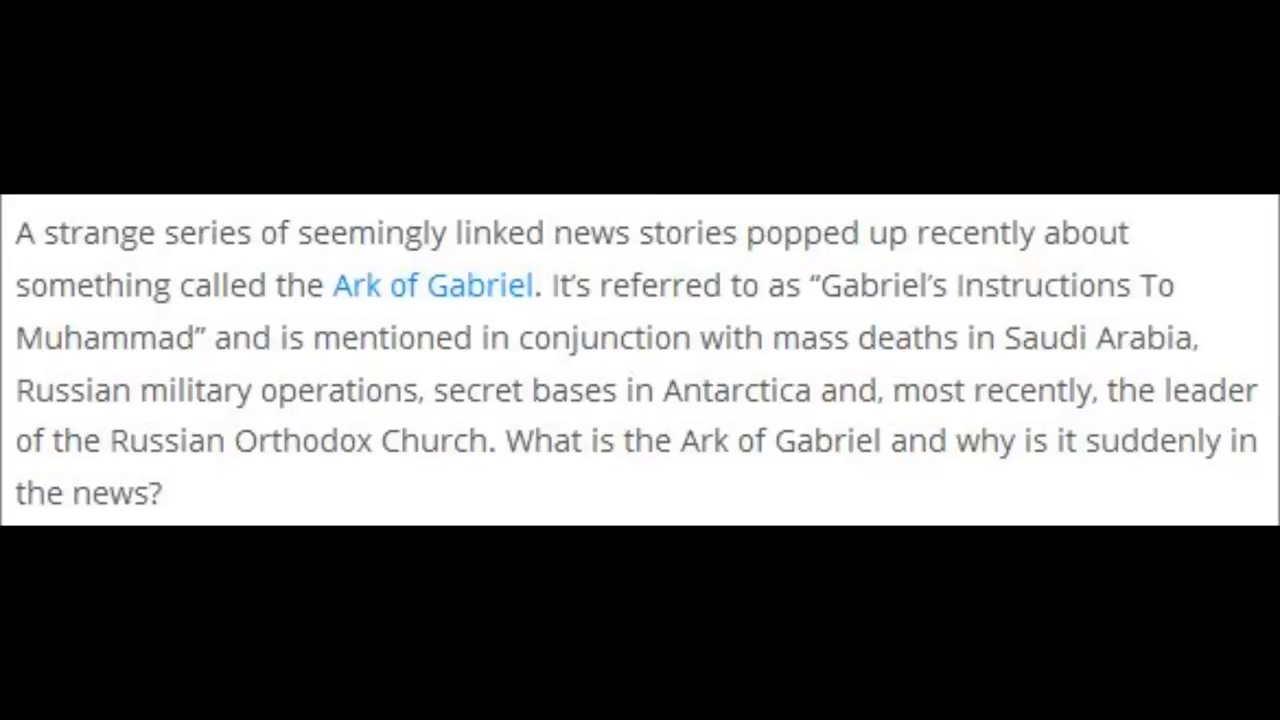 A strange series of seemingly linked news stories popped up recently about
something called the Ark of Gabriel. It’s referred to as “Gabriel’s Instructions To
Muhammad” and is mentioned in conjunction with mass deaths in Saudi Arabia,
Russian military operations, secret bases in Antarctica and, most recently, the leader
of the Russian Orthodox Church. What is the Ark of Gabriel and why is it suddenly in
the news?